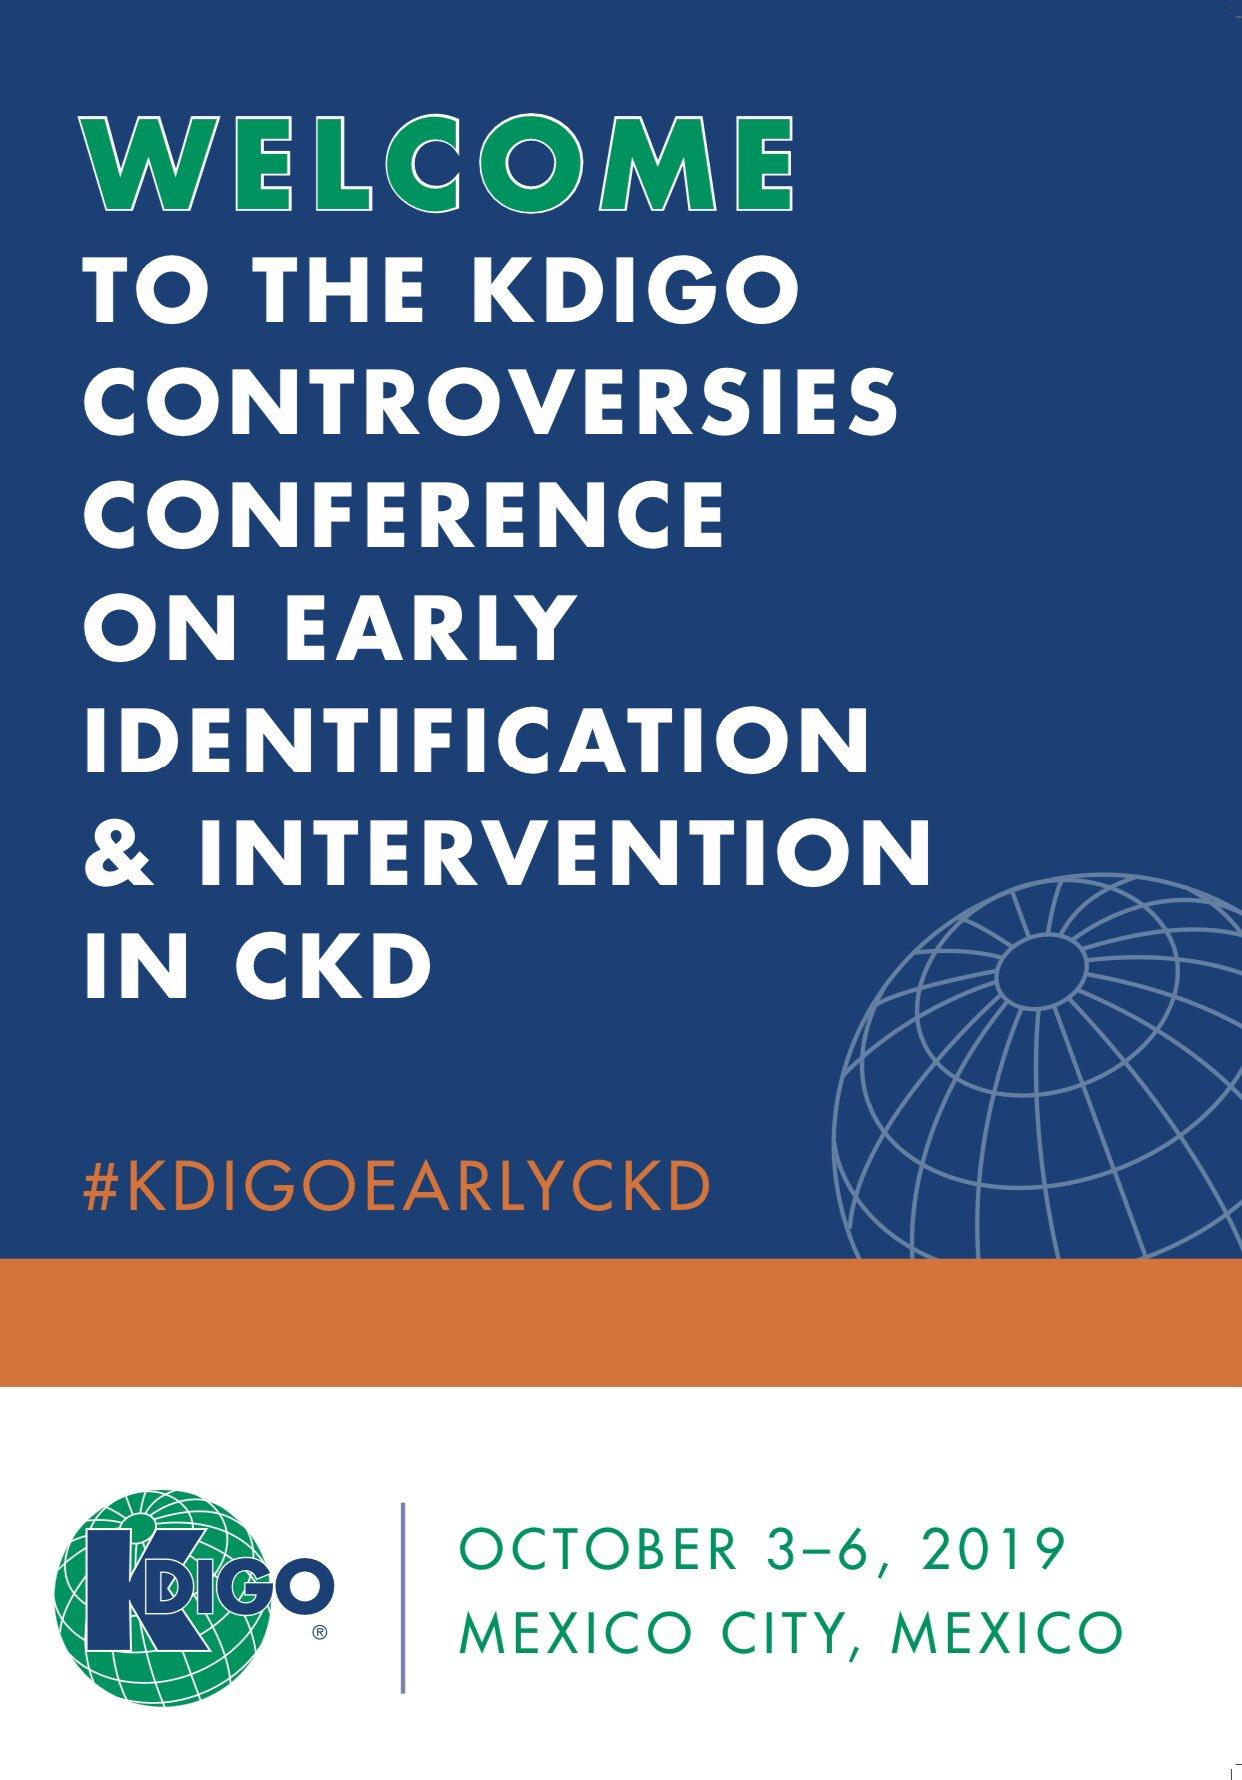 WELCOME
TO THE KDIGO
CONTROVERSIES
CONFERENCE
ON EARLY
IDENTIFICATION
& INTERVENTION
IN CKD
#KDIGOEARLYCKD
KDIGO®
OCTOBER 3–6, 2019
MEXICO CITY, MEXICO